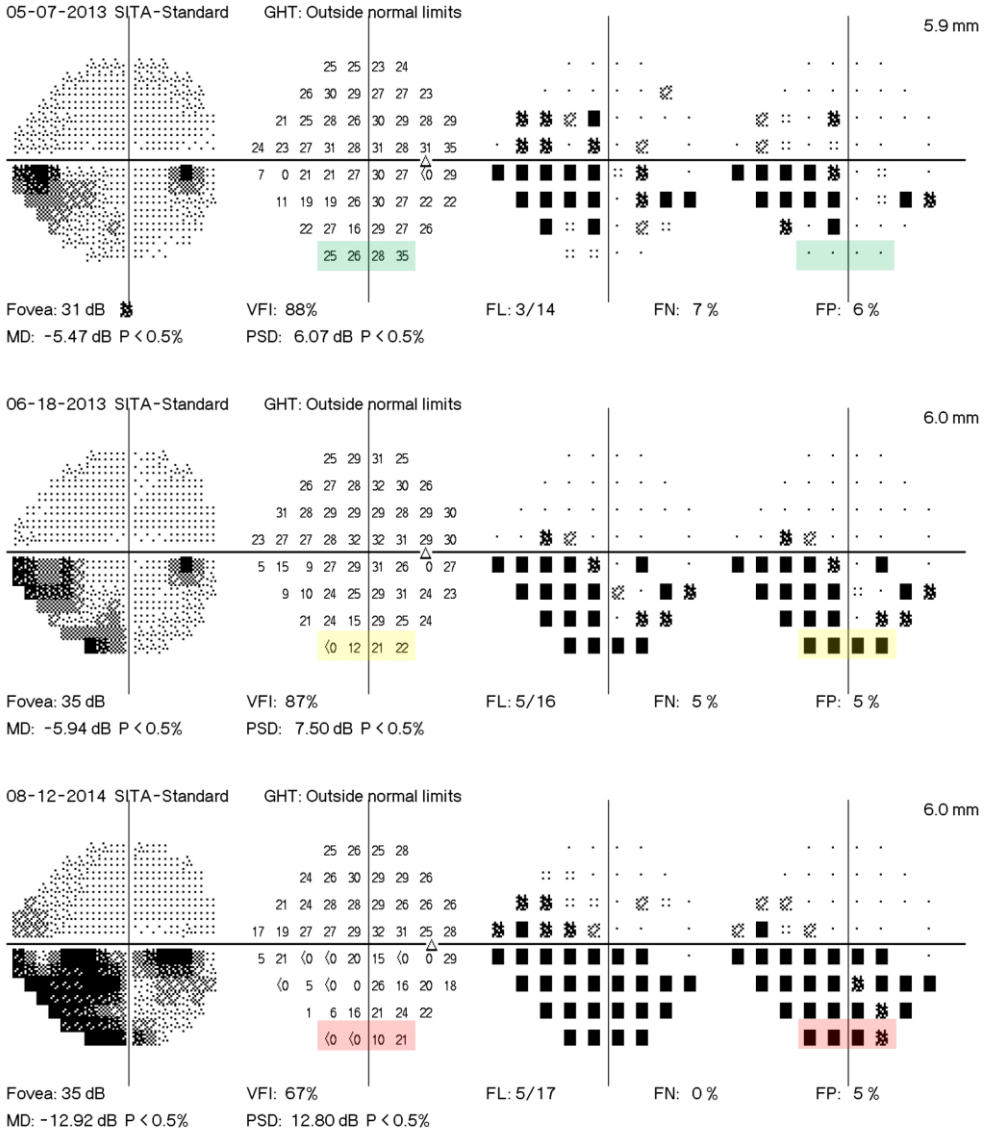 05-07-2013 SITA-Standard GHT: Outside normal limits
5.9 mm
25 25 23 24
26 30 29 27 27 23
21 25 28 26 30 29 28 29
24 23 27 31 28 31 28 31 35
7 0 21 21 27 30 27 <0 29
11 19 19 26 30 27 22 22
22 27 16 29 27 26
25 26 28 35
Fovea: 31 dB VFI: 88% FL: 3/14 FN: 7 % FP: 6 %
MD: -5.47 dB P < 0.5% PSD: 6.07 dB P < 0.5%
06-18-2013 SITA-Standard GHT: Outside normal limits
6.0 mm
25 29 31 25
26 27 28 32 30 26
31 28 29 29 29 28 29 30
23 27 27 28 32 32 31 29 30
5 15 9 27 29 31 26 0 27
9 10 24 25 29 31 24 23
21 24 15 29 25 24
<0 12 21 22
Fovea: 35 dB VFI: 87% FL: 5/16 FN: 5 % FP: 5 %
MD: -5.94 dB P < 0.5% PSD: 7.50 dB P < 0.5%
08-12-2014 SITA-Standard GHT: Outside normal limits
6.0 mm
25 26 25 28
24 26 30 29 29 26
21 24 28 28 29 26 26 26
17 19 27 29 29 32 31 25 28
5 21 <0 <0 20 15 <0 0 29
<0 5 <0 0 26 16 20 18
1 6 16 21 24 22
<0 <0 10 21
Fovea: 35 dB VFI: 67% FL: 5/17 FN: 0 % FP: 5 %
MD: -12.92 dB P < 0.5% PSD: 12.80 dB P < 0.5%